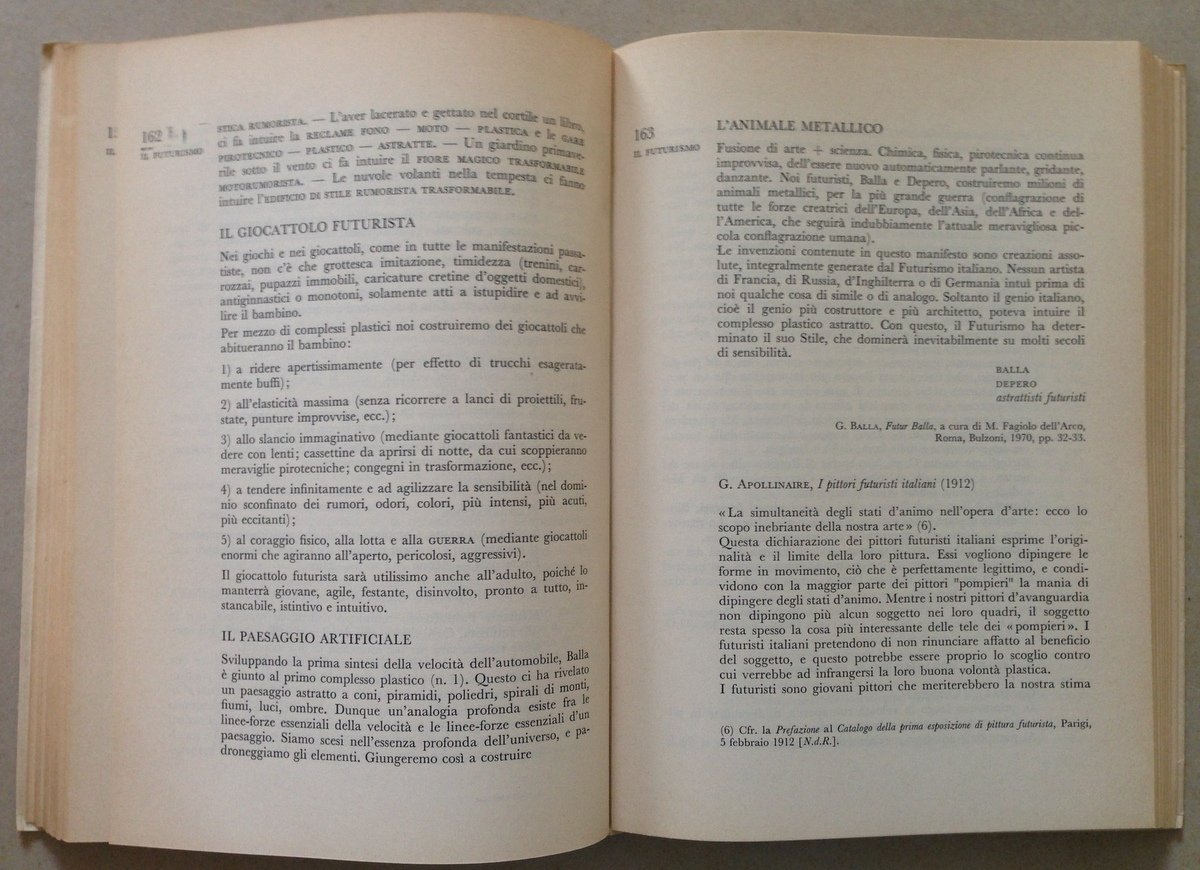 162
IL FUTURISMO
STICA RUMORISTA. — L'aver lacerato e gettato nel cortile un libro,
ci fa intuire la RECLAME FONO — MOTO — PLASTICA e le GARE
PIROTECNICO — PLASTICO — ASTRATTE. — Un giardino primave-
rile sotto il vento ci fa intuire il FIORE MAGICO TRASFORMABILE
MOTORUMORISTA. — Le nuvole volanti nella tempesta ci fanno
intuire l'EDIFICIO DI STILE RUMORISTA TRASFORMABILE.
IL GIOCATTOLO FUTURISTA
Nei giochi e nei giocattoli, come in tutte le manifestazioni passa-
tiste, non c'è che grottesca imitazione, timidezza (trenini, car-
rozzai, pupazzi immobili, caricature cretine d'oggetti domestici),
antiginnastici o monotoni, solamente atti a istupidire e ad avvi-
lire il bambino.
Per mezzo di complessi plastici noi costruiremo dei giocattoli che
abitueranno il bambino:
1) a ridere apertissimamente (per effetto di trucchi esagerata-
mente buffi);
2) all'elasticità massima (senza ricorrere a lanci di proiettili, fru-
state, punture improvvise, ecc.);
3) allo slancio immaginativo (mediante giocattoli fantastici da ve-
dere con lenti; cassettine da aprirsi di notte, da cui scoppieranno
meraviglie pirotecniche; congegni in trasformazione, ecc.);
4) a tendere infinitamente e ad agilizzare la sensibilità (nel domi-
nio sconfinato dei rumori, odori, colori, più intensi, più acuti,
più eccitanti);
5) al coraggio fisico, alla lotta e alla GUERRA (mediante giocattoli
enormi che agiranno all'aperto, pericolosi, aggressivi).
Il giocattolo futurista sarà utilissimo anche all'adulto, poiché lo
manterrà giovane, agile, festante, disinvolto, pronto a tutto, in-
stancabile, istintivo e intuitivo.
IL PAESAGGIO ARTIFICIALE
Sviluppando la prima sintesi della velocità dell'automobile, Balla
è giunto al primo complesso plastico (n. 1). Questo ci ha rivelato
un paesaggio astratto a coni, piramidi, poliedri, spirali di monti,
fiumi, luci, ombre. Dunque un'analogia profonda esiste fra le
linee-forze essenziali della velocità e le linee-forze essenziali d'un
paesaggio. Siamo scesi nell'essenza profonda dell'universo, e pa-
droneggiamo gli elementi. Giungeremo così a costruire
163
IL FUTURISMO
L'ANIMALE METALLICO
Fusione di arte + scienza. Chimica, fisica, pirotecnica continua
improvvisa, dell'essere nuovo automaticamente parlante, gridante,
danzante. Noi futuristi, Balla e Depero, costruiremo milioni di
animali metallici, per la più grande guerra (conflagrazione di
tutte le forze creatrici dell'Europa, dell'Asia, dell'Africa e del-
l'America, che seguirà indubbiamente l'attuale meravigliosa pic-
cola conflagrazione umana).
Le invenzioni contenute in questo manifesto sono creazioni asso-
lute, integralmente generate dal Futurismo italiano. Nessun artista
di Francia, di Russia, d'Inghilterra o di Germania intuì prima di
noi qualche cosa di simile o di analogo. Soltanto il genio italiano,
cioè il genio più costruttore e più architetto, poteva intuire il
complesso plastico astratto. Con questo, il Futurismo ha deter-
minato il suo Stile, che dominerà inevitabilmente su molti secoli
di sensibilità.
BALLA
DEPERO
astrattisti futuristi
G. BALLA, Futur Balla, a cura di M. Fagiolo dell'Arco,
Roma, Bulzoni, 1970, pp. 32-33.
G. APOLLINAIRE, I pittori futuristi italiani (1912)
«La simultaneità degli stati d'animo nell'opera d'arte: ecco lo
scopo inebriante della nostra arte» (6).
Questa dichiarazione dei pittori futuristi italiani esprime l'origi-
nalità e il limite della loro pittura. Essi vogliono dipingere le
forme in movimento, ciò che è perfettamente legittimo, e condi-
vidono con la maggior parte dei pittori "pompieri" la mania di
dipingere degli stati d'animo. Mentre i nostri pittori d'avanguardia
non dipingono più alcun soggetto nei loro quadri, il soggetto
resta spesso la cosa più interessante delle tele dei «pompieri». I
futuristi italiani pretendono di non rinunciare affatto al beneficio
del soggetto, e questo potrebbe essere proprio lo scoglio contro
cui verrebbe ad infrangersi la loro buona volontà plastica.
I futuristi sono giovani pittori che meriterebbero la nostra stima
(6) Cfr. la Prefazione al Catalogo della prima esposizione di pittura futurista, Parigi,
5 febbraio 1912 [N.d.R.].